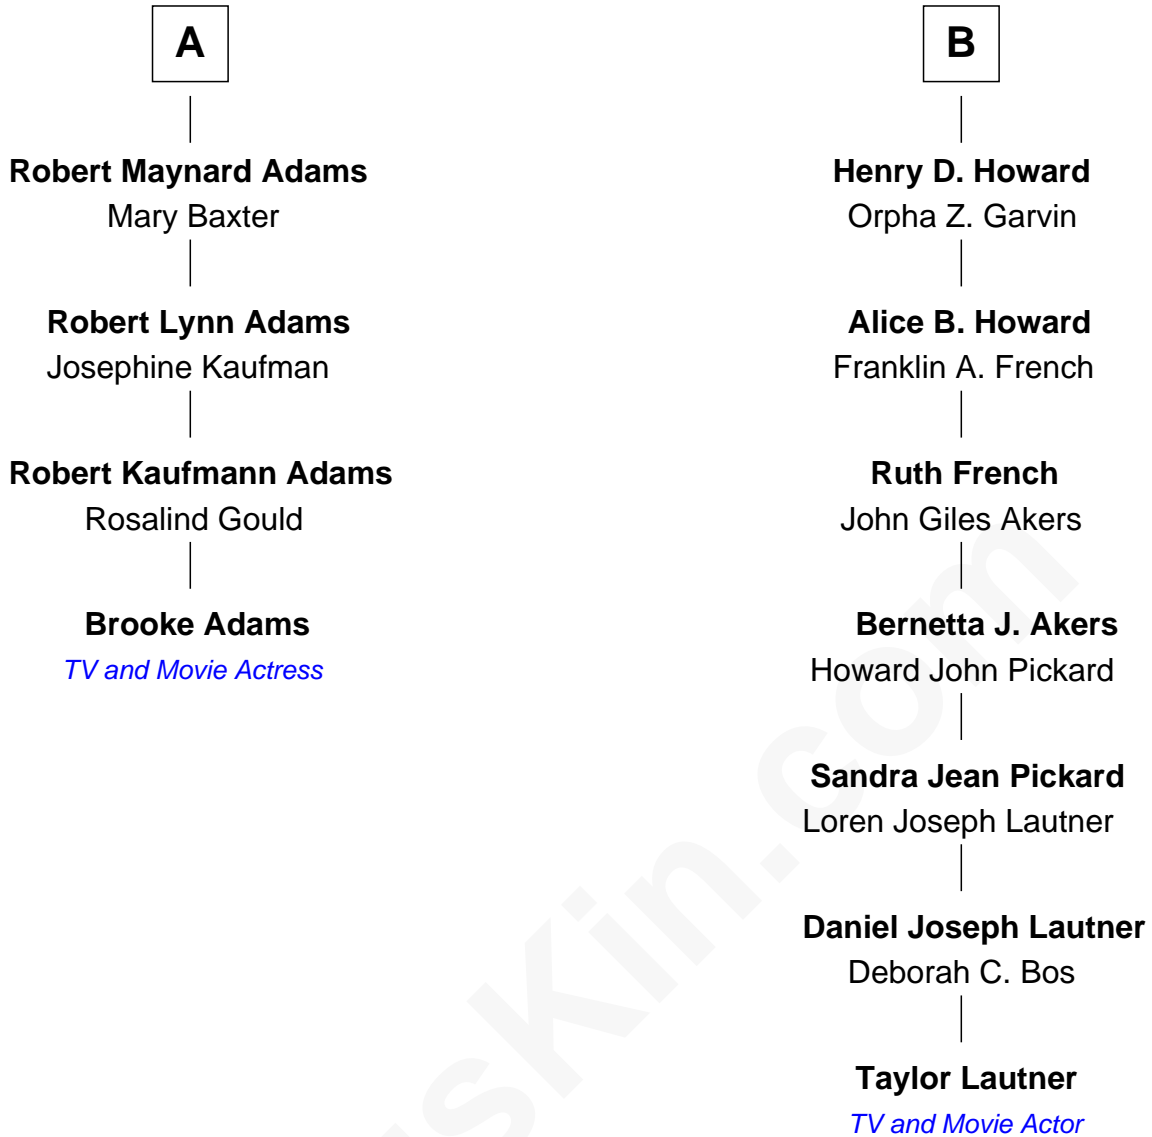 A
Robert Maynard Adams
Mary Baxter
Robert Lynn Adams
Josephine Kaufman
Robert Kaufmann Adams
Rosalind Gould
Brooke Adams
TV and Movie Actress
B
Henry D. Howard
Orpha Z. Garvin
Alice B. Howard
Franklin A. French
Ruth French
John Giles Akers
Bernetta J. Akers
Howard John Pickard
Sandra Jean Pickard
Loren Joseph Lautner
Daniel Joseph Lautner
Deborah C. Bos
Taylor Lautner
TV and Movie Actor
sKin.com